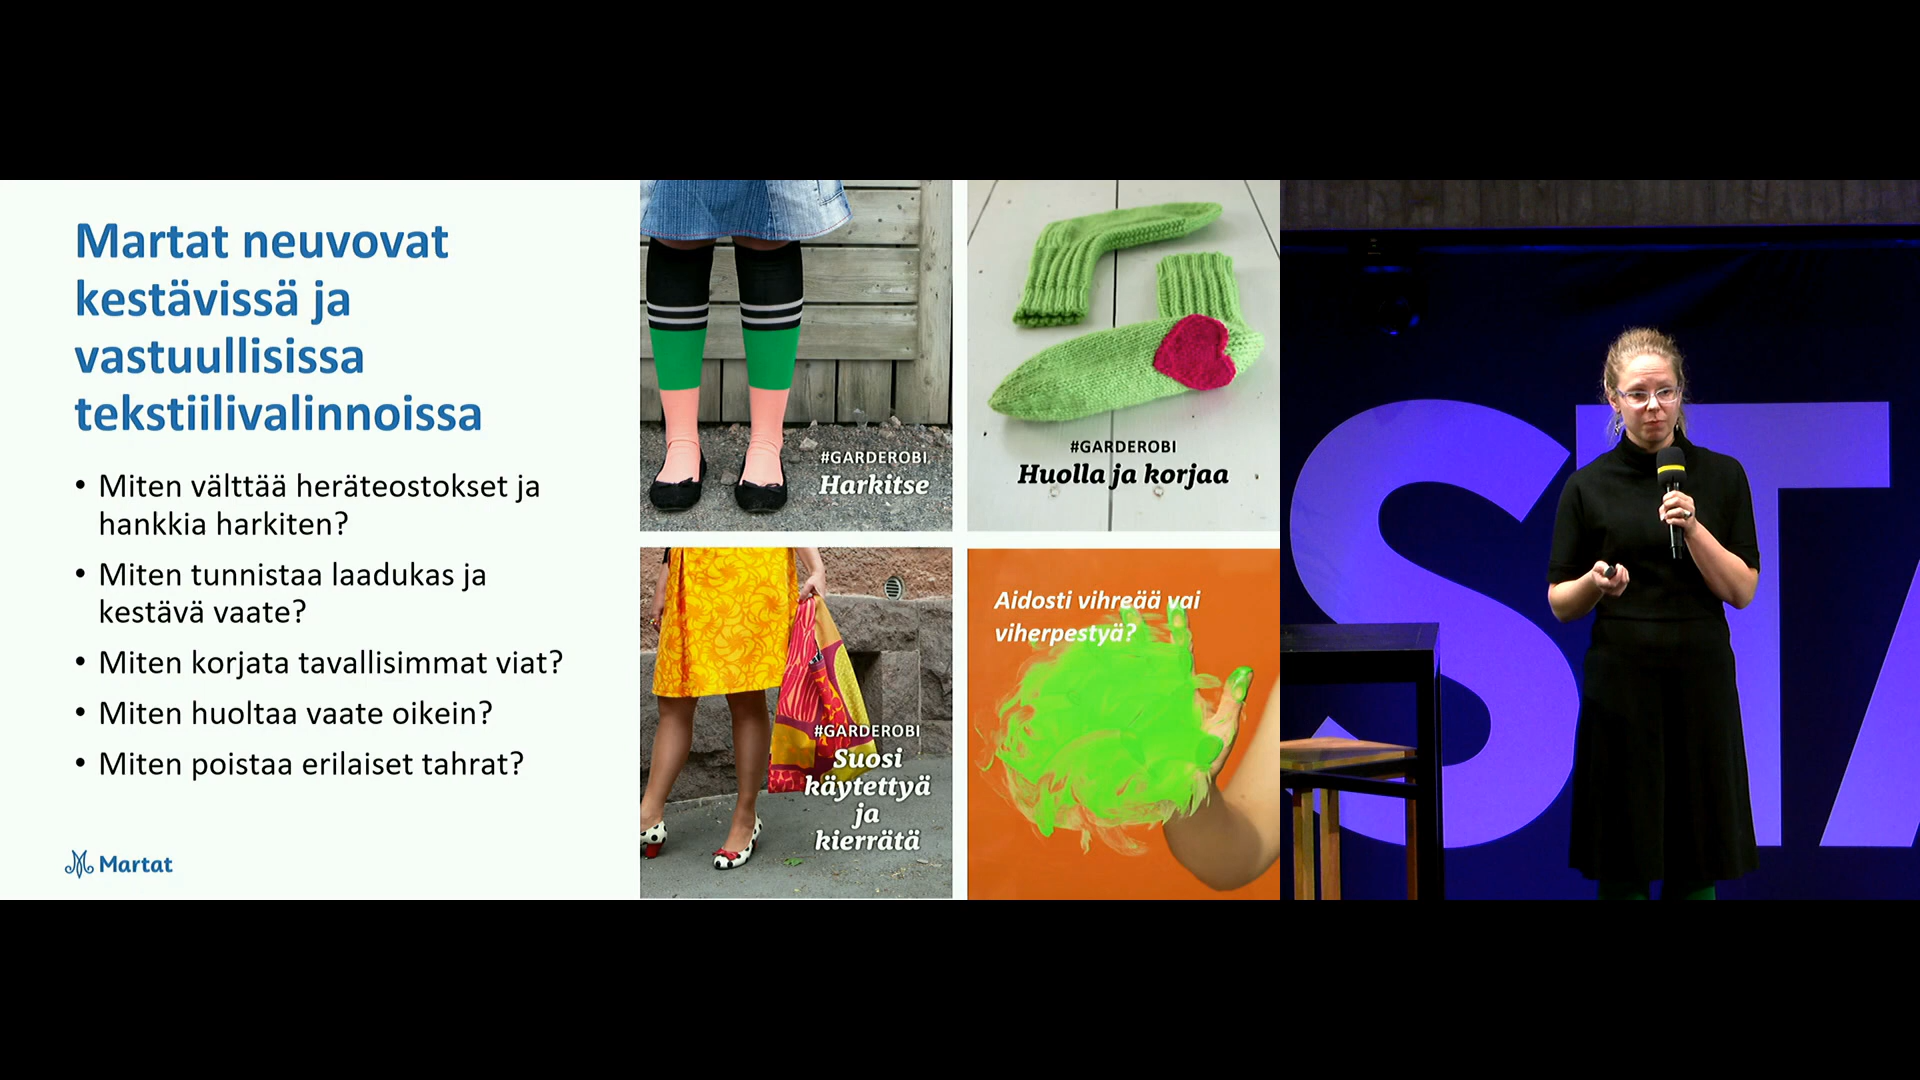 Martat neuvovat
kestävissä ja
vastuullisissa
tekstiilivalinnoissa
• Miten välttää heräteostokset ja
hankkia harkiten?
• Miten tunnistaa laadukas ja
kestävä vaate?
• Miten korjata tavallisimmat viat?
• Miten huoltaa vaate oikein?
• Miten poistaa erilaiset tahrat?
Martat
#GARDEROBI
Harkitse
#GARDEROBI
Huolla ja korjaa
#GARDEROBI
Suosi
käytettyä
ja
kierrätä
Aidosti vihreää vai
viherpestyä?
STA